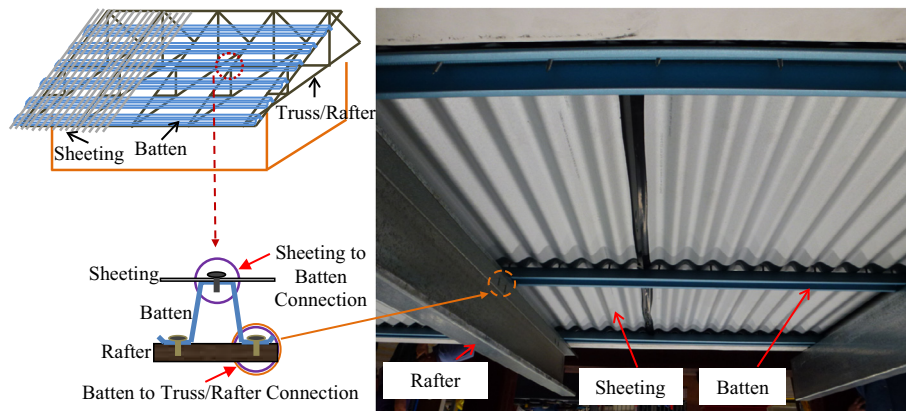 Truss/Rafter
Batten
Sheeting
Sheeting to
Batten
Connection
Sheeting
Batten
Rafter
Batten to Truss/Rafter Connection
Rafter
Sheeting
Batten